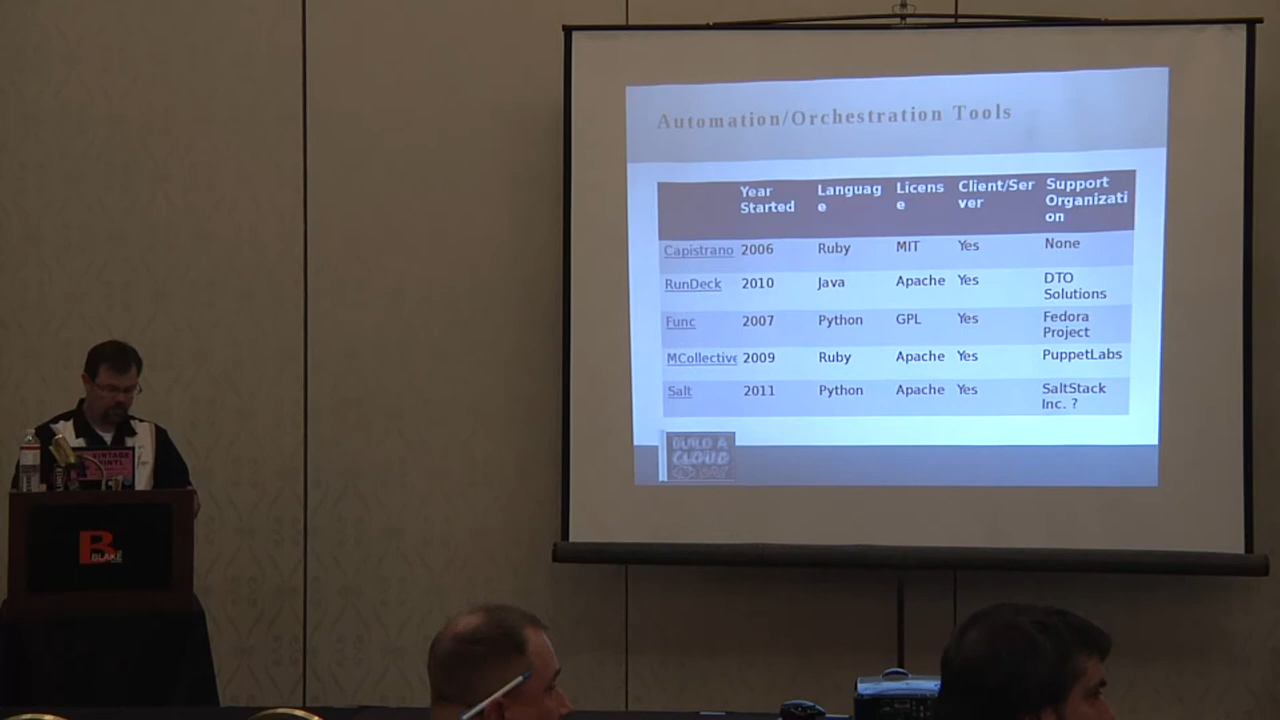 Automation/Orchestration Tools
Year Started Languag e Licens e Client/Ser ver Support Organizati on
Capistrano 2006 Ruby MIT Yes None
RunDeck 2010 Java Apache Yes DTO Solutions
Func 2007 Python GPL Yes Fedora Project
MCollective 2009 Ruby Apache Yes PuppetLabs
Salt 2011 Python Apache Yes SaltStack Inc. ?
BUILD A
CLOUD
DAY
VINTAGE
VINYL
B
BLAKE